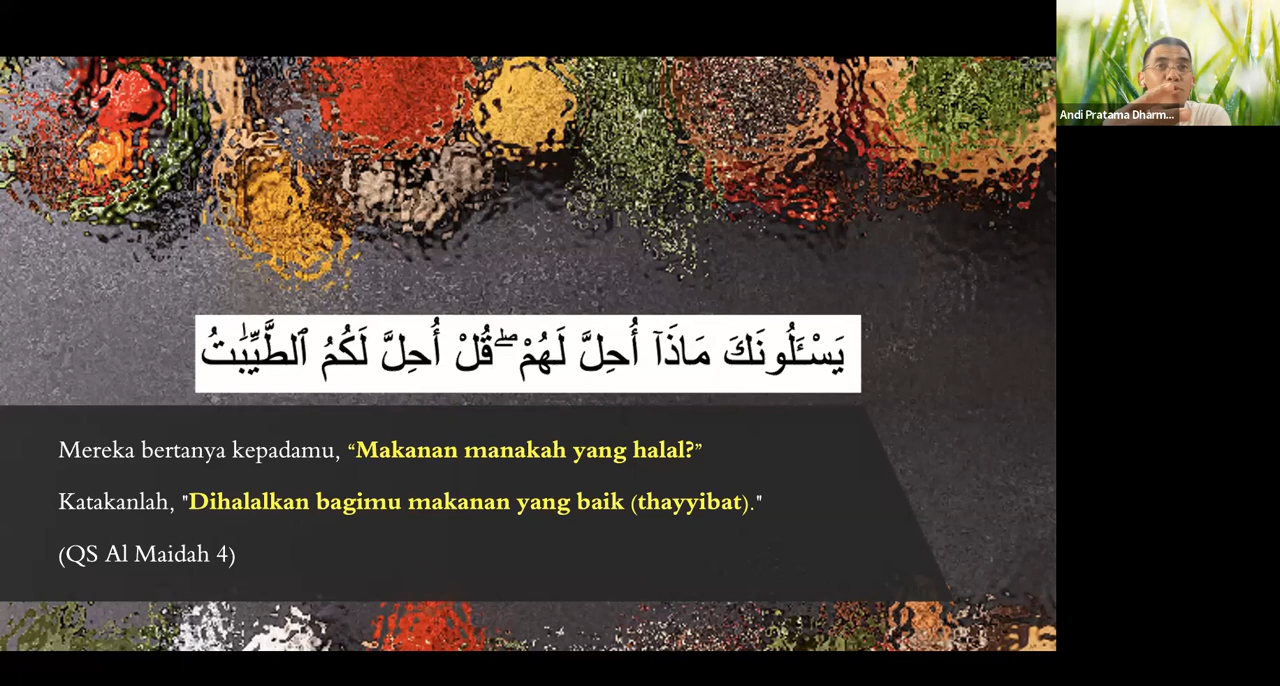 يَسْـَٔلُونَكَ مَاذَآ أُحِلَّ لَهُمْ ۖ قُلْ أُحِلَّ لَكُمُ ٱلطَّيِّبَـٰتُ
Mereka bertanya kepadamu, “Makanan manakah yang halal?”
Katakanlah, "Dihalalkan bagimu makanan yang baik (thayyibat)."
(QS Al Maidah 4)
Andi Pratama Dharm...